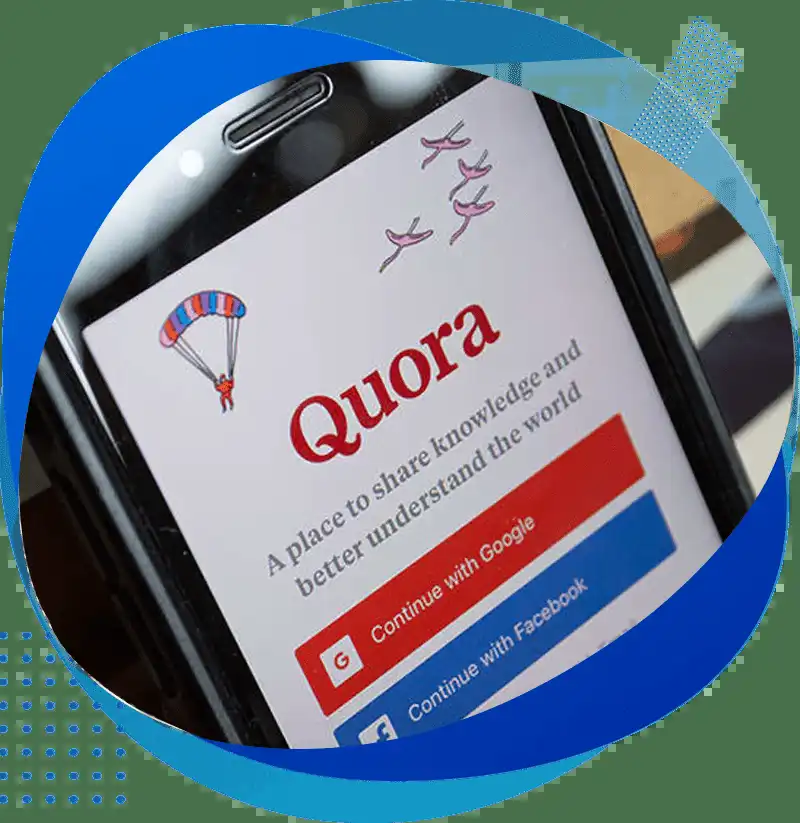 Quora
A place to share knowledge and
better understand the world
G
Continue with Google
f
Continue with Facebook